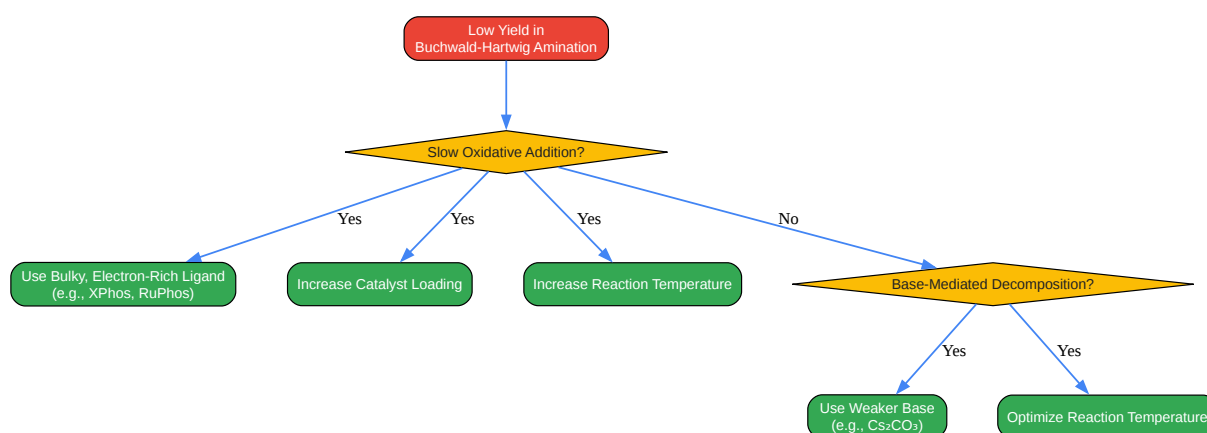 Low Yield in
Buchwald-Hartwig Amination
Slow Oxidative Addition?
Yes
Yes
Yes
No
Use Bulky, Electron-Rich Ligand
(e.g., XPhos, RuPhos)
Increase Catalyst Loading
Increase Reaction Temperature
Base-Mediated Decomposition?
Yes
Yes
Use Weaker Base
(e.g., Cs₂CO₃)
Optimize Reaction Temperature